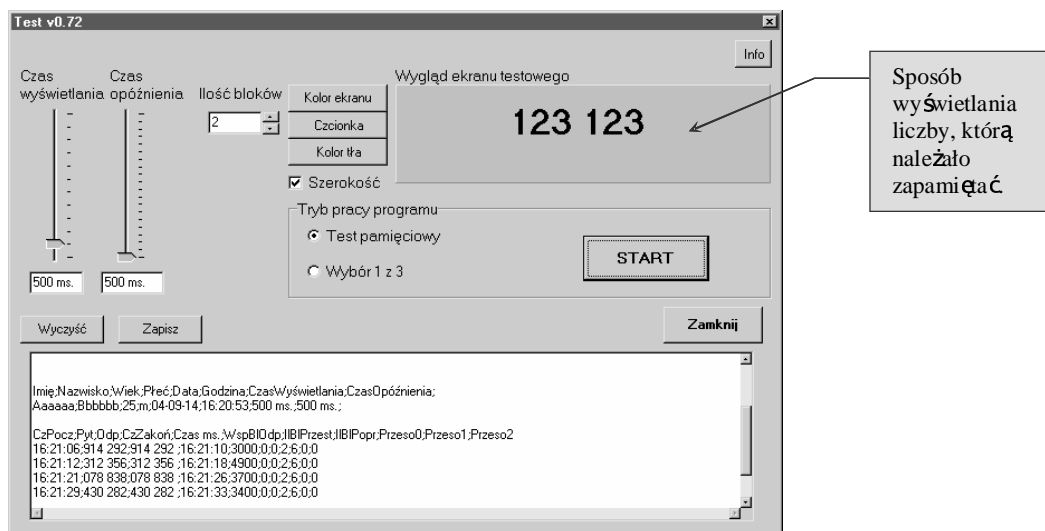 Test v0.72
Info
Czas
wyświetlania
Czas
opóźnienia
Ilość bloków
2
Kolor ekranu
Czcionka
Kolor tła
Szerokość
Wygląd ekranu testowego
123 123
Sposób
wyświetlania
liczby, którą
należało
zapamiętać.
Tryb pracy programu
Test pamięciowy
Wybór 1 z 3
START
500 ms.
500 ms.
Wyczyść
Zapisz
Zamknij
Imię;Nazwisko;Wiek;Płeć;Data;Godzina;CzasWyświetlania;CzasOpóźnienia;
Aaaaaa;Bbbbbb;25;m;04-09-14;16:20:53;500 ms.;500 ms.;
CzPocz;Pyt;Odp;CzZakoń;Czas ms.;WspBlOdp;IlBlPrzest;IlBlPopr;Przeso0;Przeso1;Przeso2
16:21:06;914 292;914 292 ;16:21:10;3000;0;0;2;6;0;0
16:21:12;312 356;312 356 ;16:21:18;4900;0;0;2;6;0;0
16:21:21;078 838;078 838 ;16:21:26;3700;0;0;2;6;0;0
16:21:29;430 282;430 282 ;16:21:33;3400;0;0;2;6;0;0